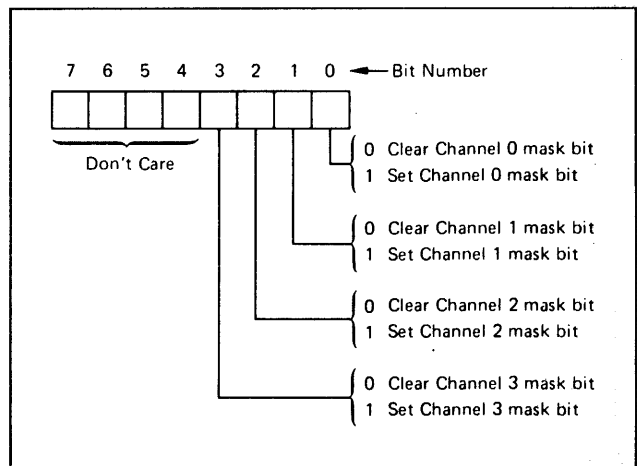 7 6 5 4 3 2 1 0 Bit Number
Don't Care
0 Clear Channel 0 mask bit
1 Set Channel 0 mask bit
0 Clear Channel 1 mask bit
1 Set Channel 1 mask bit
0 Clear Channel 2 mask bit
1 Set Channel 2 mask bit
0 Clear Channel 3 mask bit
1 Set Channel 3 mask bit